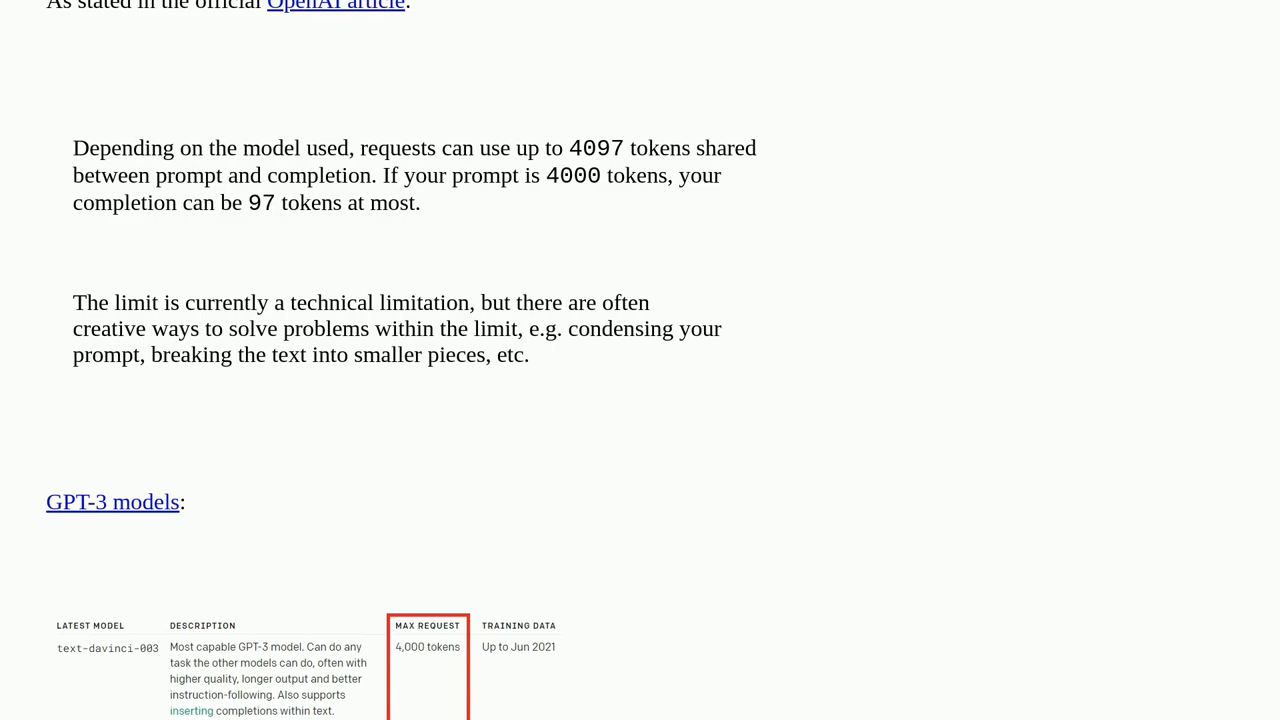 As stated in the official OpenAI article:
Depending on the model used, requests can use up to 4097 tokens shared
between prompt and completion. If your prompt is 4000 tokens, your
completion can be 97 tokens at most.
The limit is currently a technical limitation, but there are often
creative ways to solve problems within the limit, e.g. condensing your
prompt, breaking the text into smaller pieces, etc.
GPT-3 models:
LATEST MODEL DESCRIPTION MAX REQUEST TRAINING DATA
text-davinci-003 Most capable GPT-3 model. Can do any 4,000 tokens Up to Jun 2021
task the other models can do, often with
higher quality, longer output and better
instruction-following. Also supports
inserting completions within text.